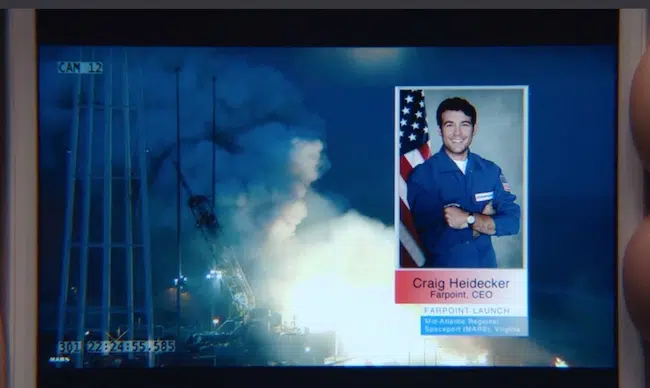 CAM 12
Craig Heidecker
Farpoint, CEO
FARPOINT LAUNCH
Mid-Atlantic Regional
Spaceport (MARS), Virginia
301 22:24:55.585
MARS